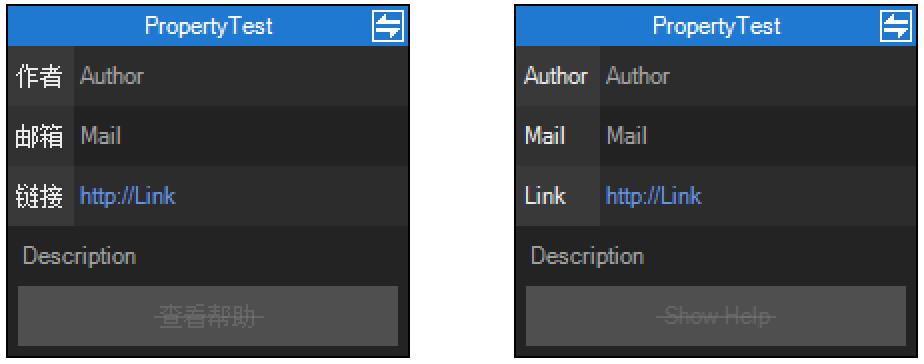 PropertyTest
作者 Author
邮箱 Mail
链接 http://Link
Description
查看帮助
PropertyTest
Author Author
Mail Mail
Link http://Link
Description
Show Help